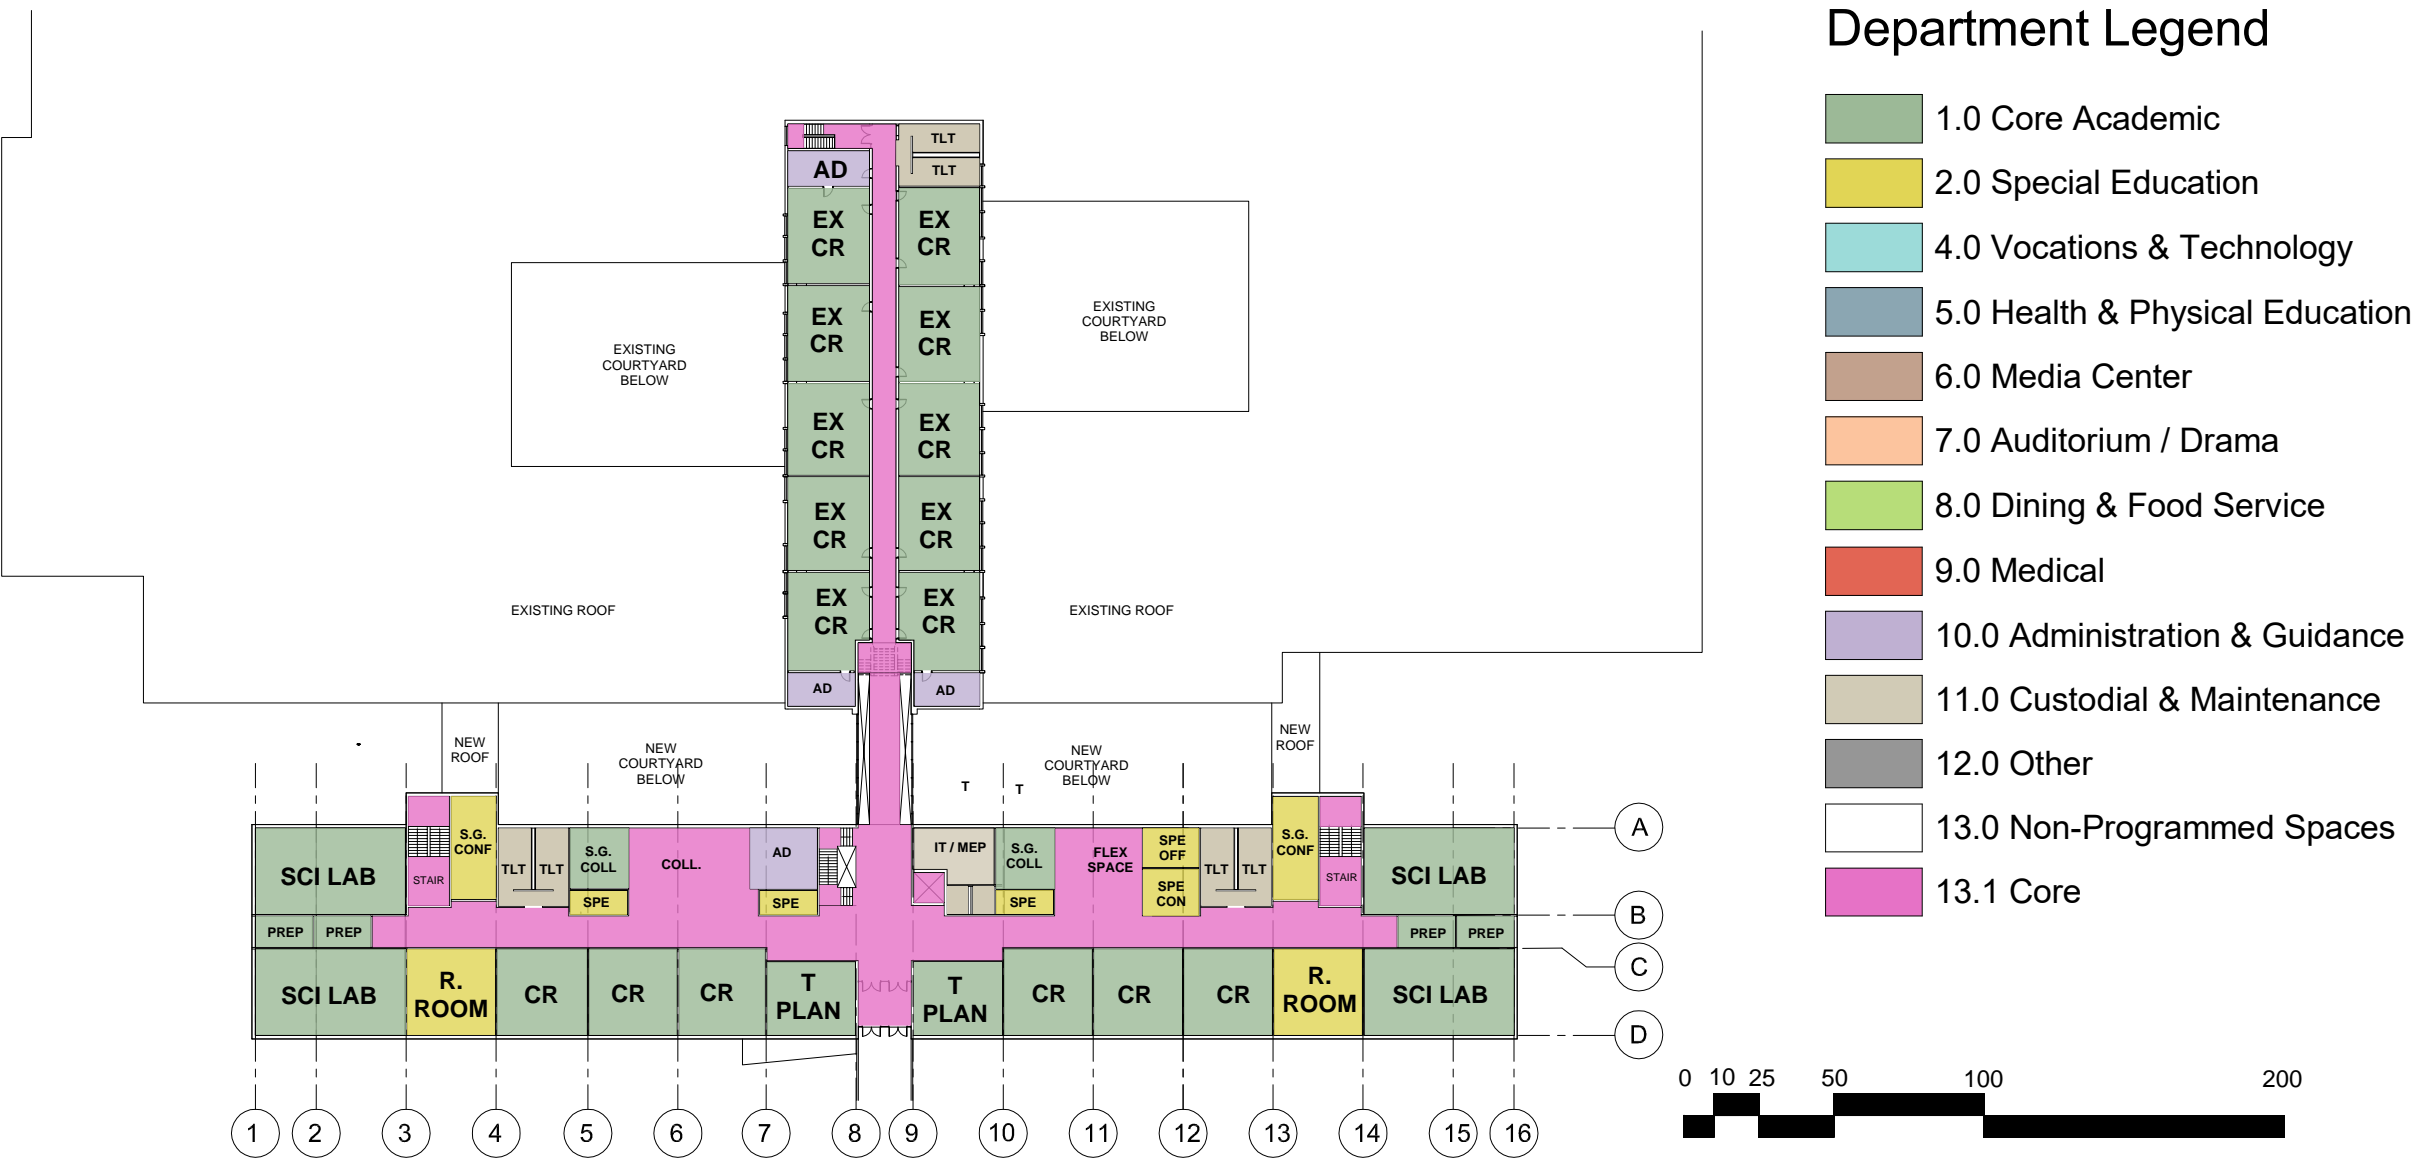 Department Legend
1.0 Core Academic
2.0 Special Education
4.0 Vocations & Technology
5.0 Health & Physical Education
6.0 Media Center
7.0 Auditorium / Drama
8.0 Dining & Food Service
9.0 Medical
10.0 Administration & Guidance
11.0 Custodial & Maintenance
12.0 Other
13.0 Non-Programmed Spaces
13.1 Core
TLT
TLT
AD
EX
CR
EX
CR
EX
CR
EX
CR
EX
CR
EX
CR
EX
CR
EX
CR
EX
CR
EX
CR
AD
AD
EXISTING
COURTYARD
BELOW
EXISTING
COURTYARD
BELOW
EXISTING ROOF
EXISTING ROOF
NEW
ROOF
NEW
COURTYARD
BELOW
NEW
COURTYARD
BELOW
NEW
ROOF
T
T
SCI LAB
STAIR
S.G.
CONF
TLT
TLT
S.G.
COLL
SPE
COLL.
AD
SPE
IT / MEP
S.G.
COLL
SPE
FLEX
SPACE
SPE
OFF
SPE
CON
TLT
TLT
S.G.
CONF
STAIR
SCI LAB
PREP
PREP
PREP
PREP
SCI LAB
R.
ROOM
CR
CR
CR
T
PLAN
T
PLAN
CR
CR
CR
R.
ROOM
SCI LAB
A
B
C
D
1
2
3
4
5
6
7
8
9
10
11
12
13
14
15
16
0 10 25 50 100 200